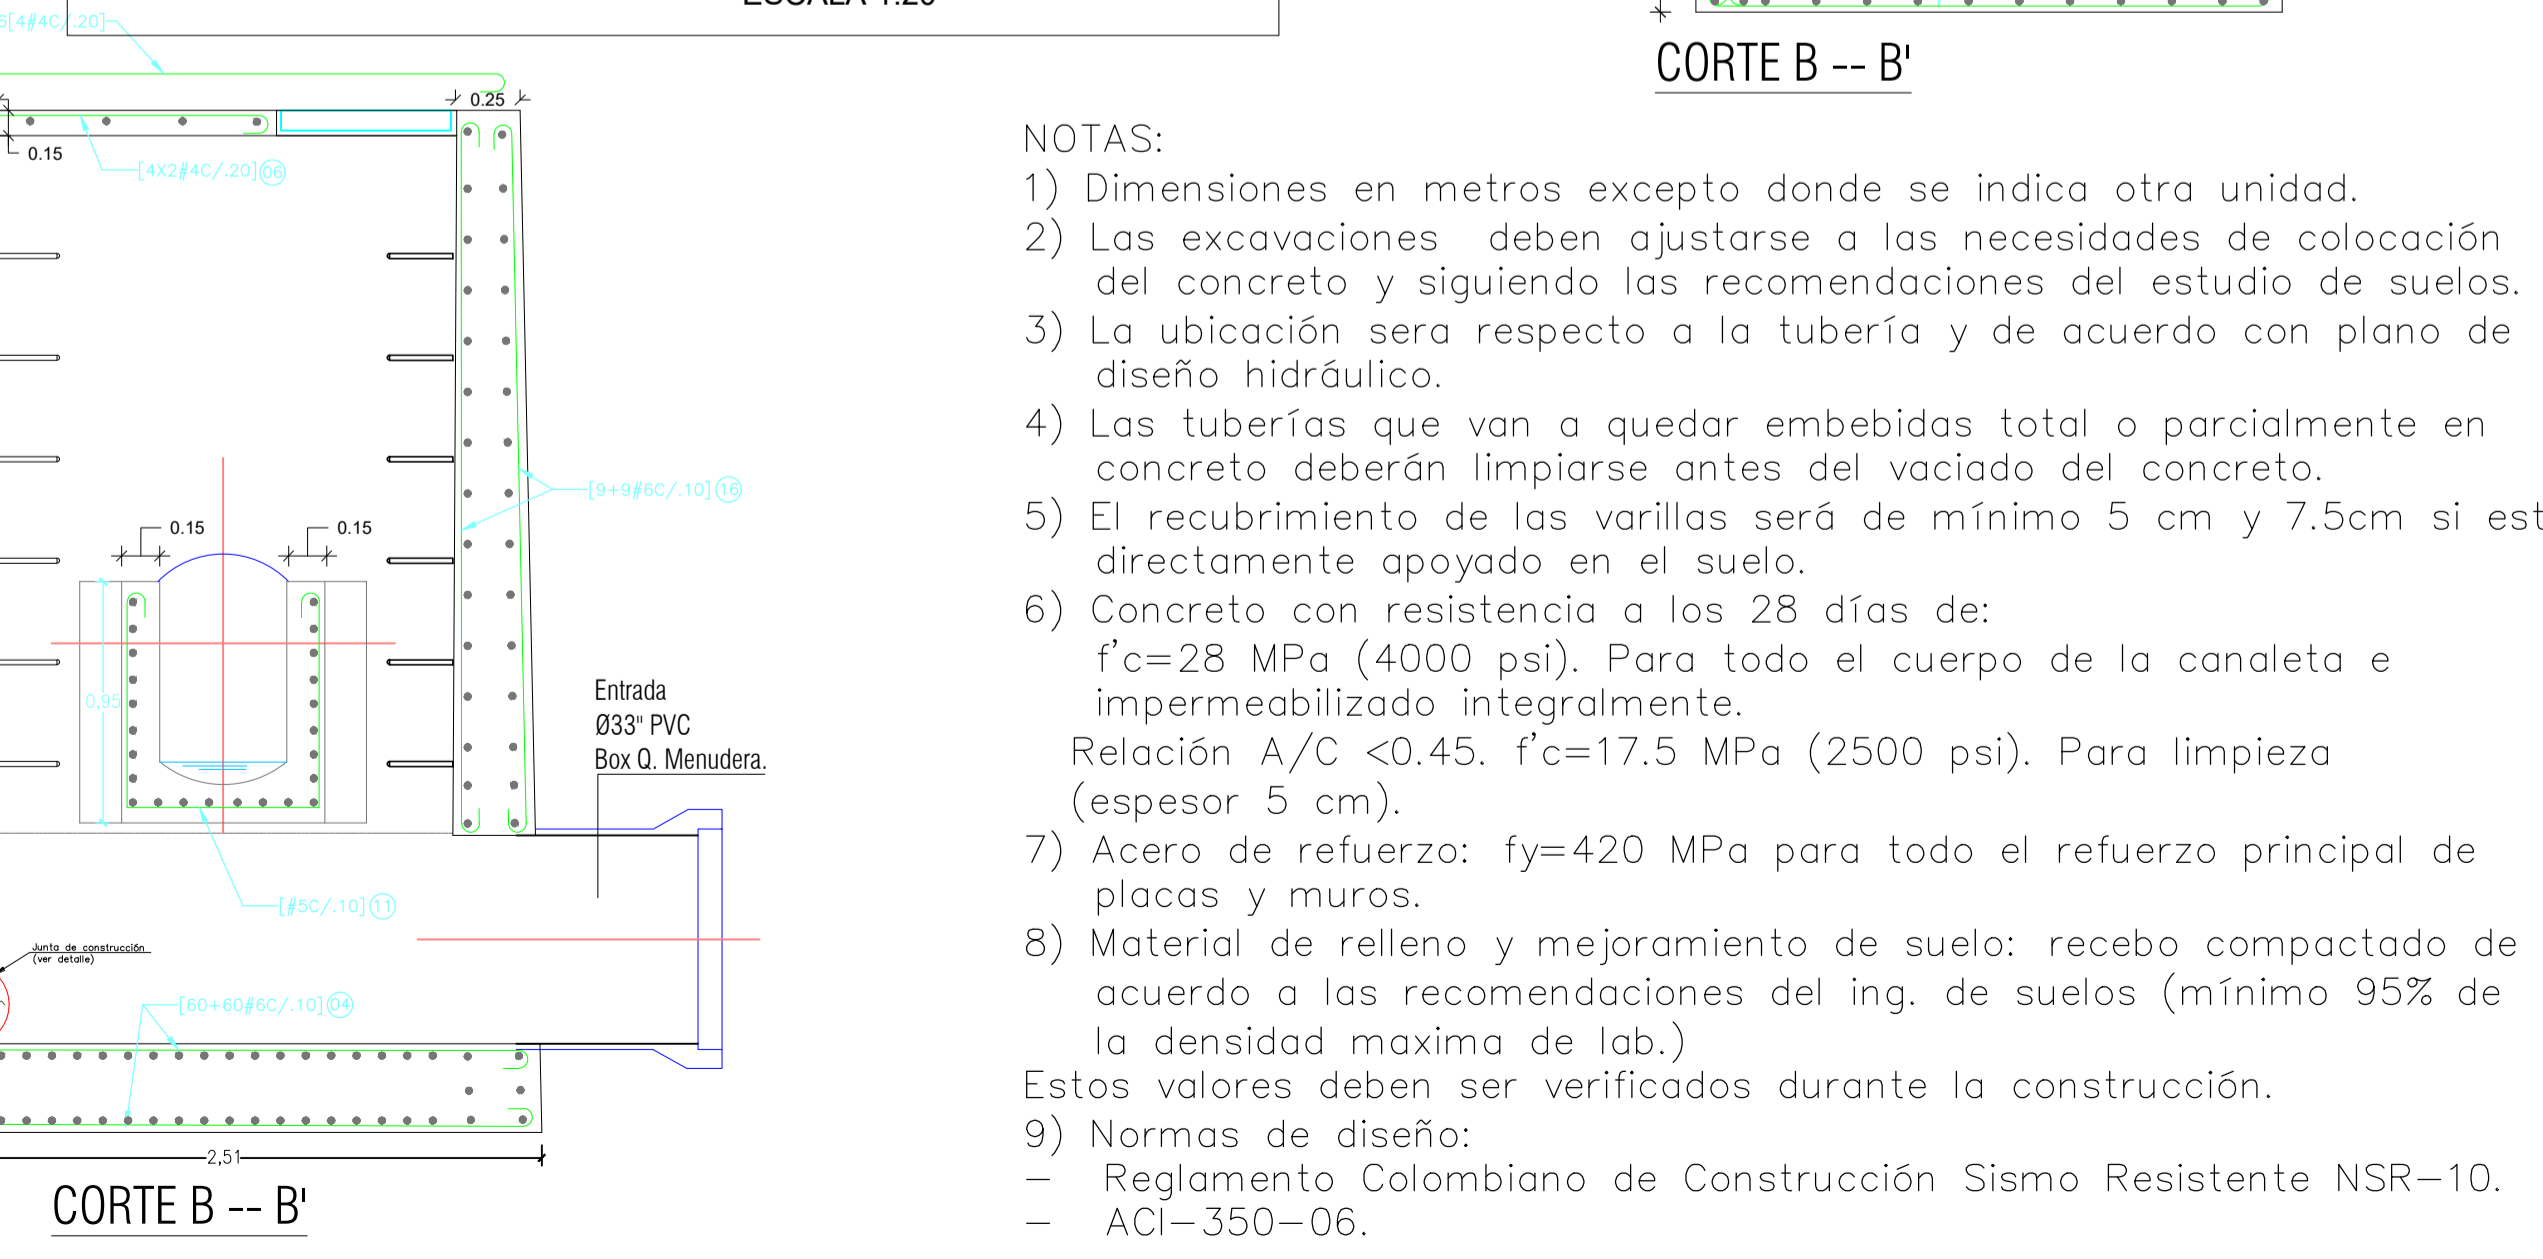 6[4#4C/.20]
0.25
0.15
[4X2#4C/.20] 06
[9+9#6C/.10] 16
0.15
0.15
0,95
Entrada
Ø33" PVC
Box Q. Menudera.
[#5C/.10] 11
Junta de construcción
(ver detalle)
[60+60#6C/.10] 04
2,51
CORTE B -- B'
CORTE B -- B'
NOTAS:
1) Dimensiones en metros excepto donde se indica otra unidad.
2) Las excavaciones deben ajustarse a las necesidades de colocación
del concreto y siguiendo las recomendaciones del estudio de suelos.
3) La ubicación sera respecto a la tubería y de acuerdo con plano de
diseño hidráulico.
4) Las tuberías que van a quedar embebidas total o parcialmente en
concreto deberán limpiarse antes del vaciado del concreto.
5) El recubrimiento de las varillas será de mínimo 5 cm y 7.5cm si est
directamente apoyado en el suelo.
6) Concreto con resistencia a los 28 días de:
f'c=28 MPa (4000 psi). Para todo el cuerpo de la canaleta e
impermeabilizado integralmente.
Relación A/C <0.45. f'c=17.5 MPa (2500 psi). Para limpieza
(espesor 5 cm).
7) Acero de refuerzo: fy=420 MPa para todo el refuerzo principal de
placas y muros.
8) Material de relleno y mejoramiento de suelo: recebo compactado de
acuerdo a las recomendaciones del ing. de suelos (mínimo 95% de
la densidad maxima de lab.)
Estos valores deben ser verificados durante la construcción.
9) Normas de diseño:
– Reglamento Colombiano de Construcción Sismo Resistente NSR–10.
– ACI–350–06.